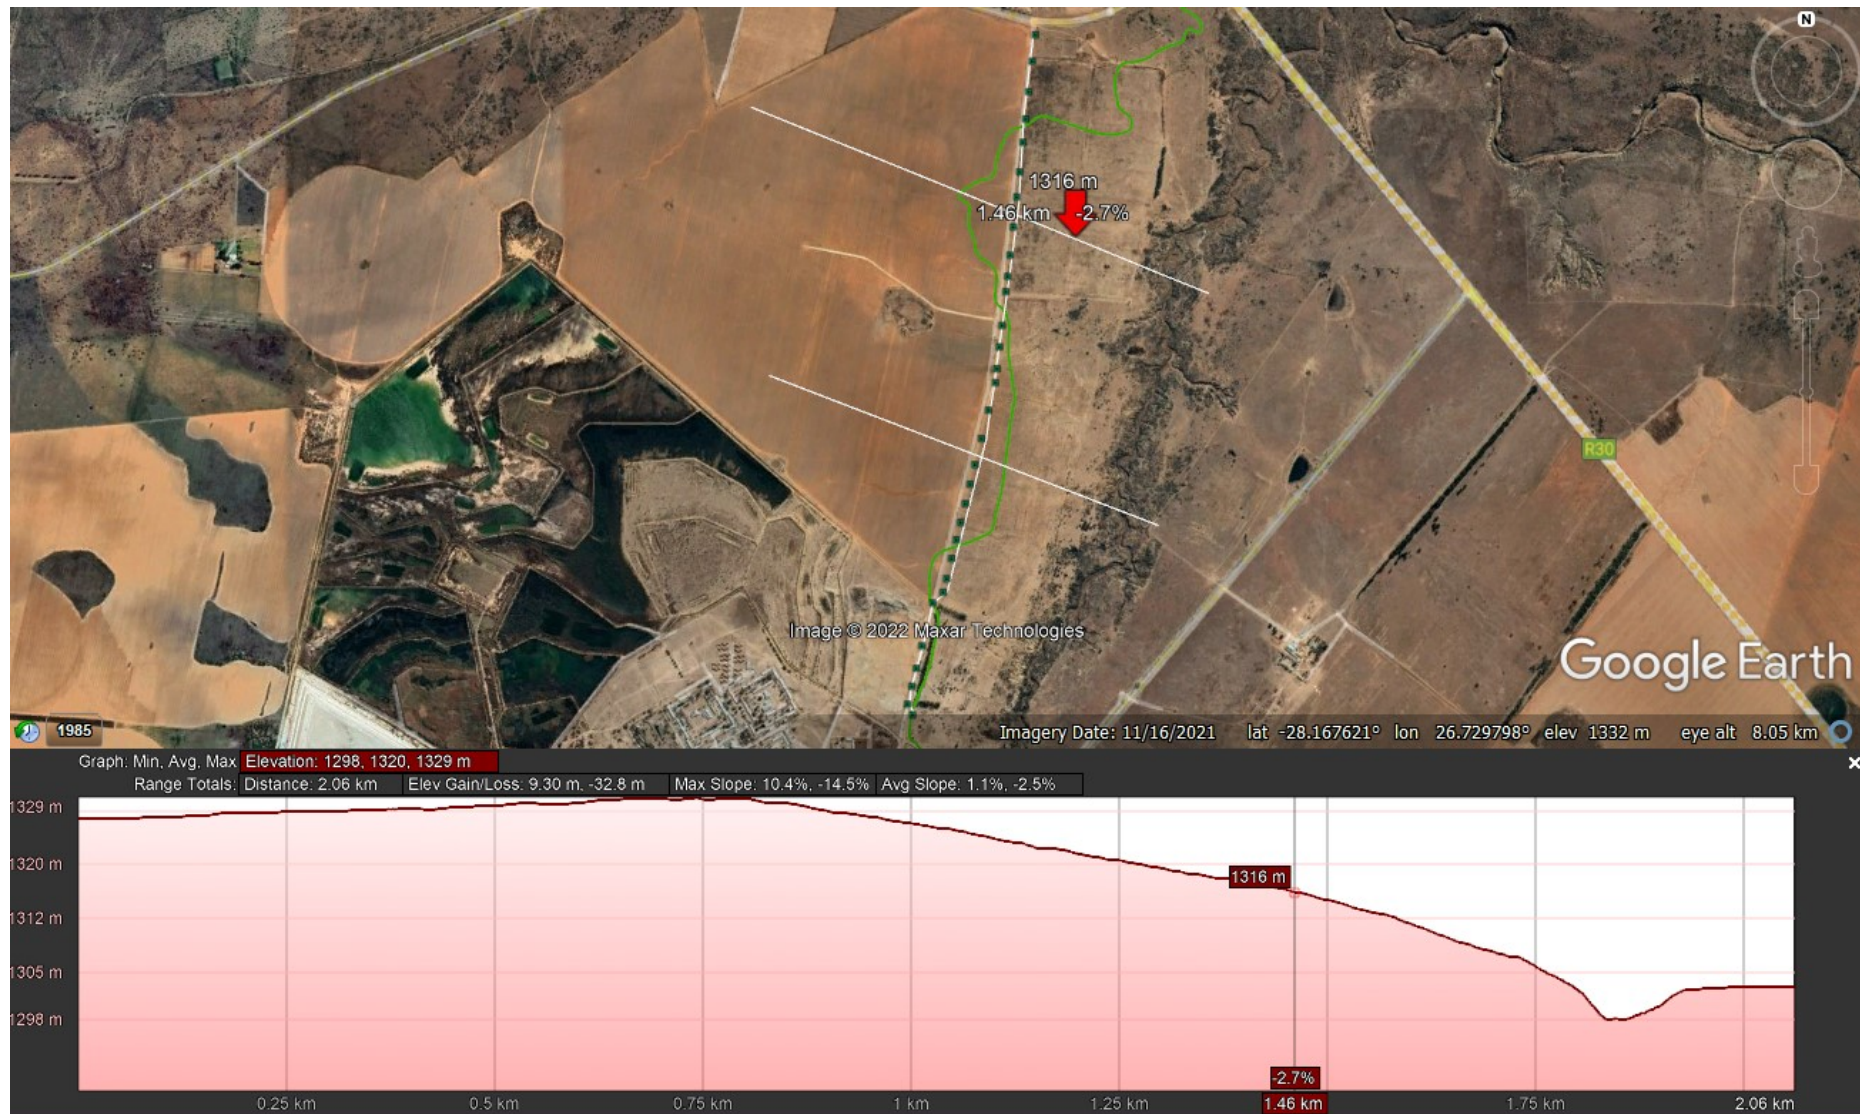 N
1316 m
1.46 km -2.7%
R30
Image © 2022 Maxar Technologies
Google Earth
1985
Imagery Date: 11/16/2021 lat -28.167621° lon 26.729798° elev 1332 m eye alt 8.05 km
Graph: Min, Avg, Max Elevation: 1298, 1320, 1329 m
Range Totals: Distance: 2.06 km Elev Gain/Loss: 9.30 m, -32.8 m Max Slope: 10.4%, -14.5% Avg Slope: 1.1%, -2.5%
1329 m
1320 m
1316 m
1312 m
1305 m
1298 m
-2.7%
0.25 km 0.5 km 0.75 km 1 km 1.25 km 1.46 km 1.75 km 2.06 km